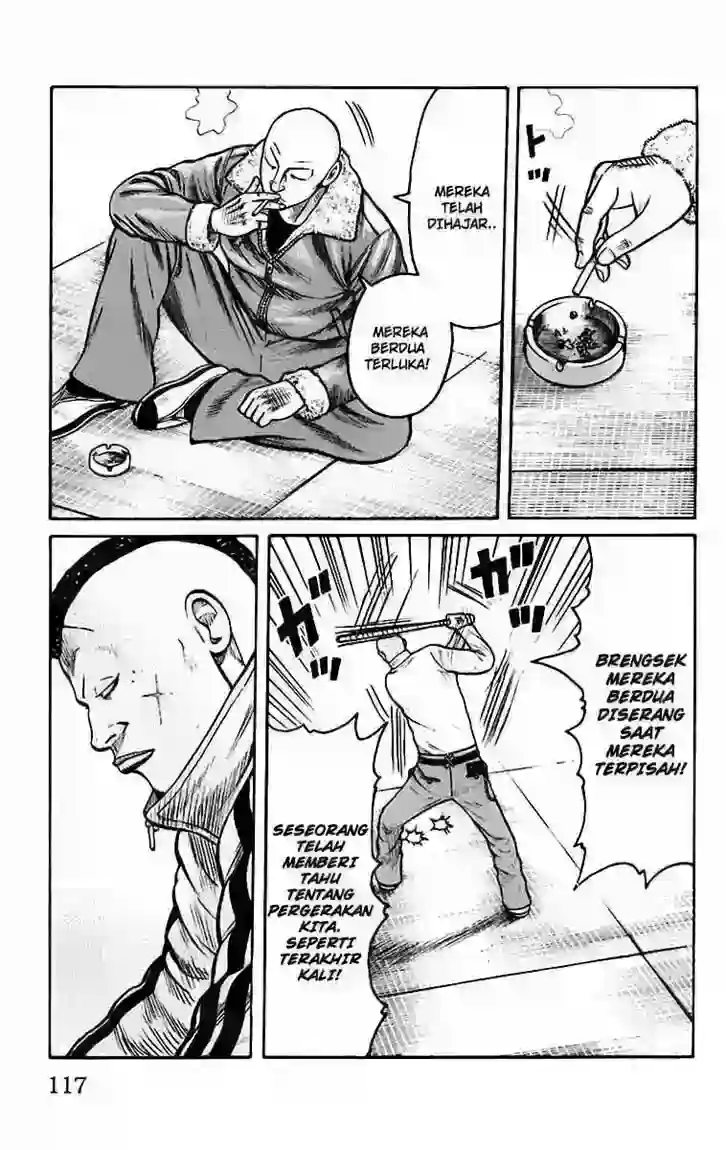 トッ
MEREKA
TELAH
DIHAJAR..
MEREKA
BERDUA
TERLUKA!
ガッ
ガッ
BRENGSEK
MEREKA
BERDUA
DISERANG
SAAT
MEREKA
TERPISAH!
SESEORANG
TELAH
MEMBERI
TAHU
TENTANG
PERGERAKAN
KITA.
SEPERTI
TERAKHIR
KALI!
117